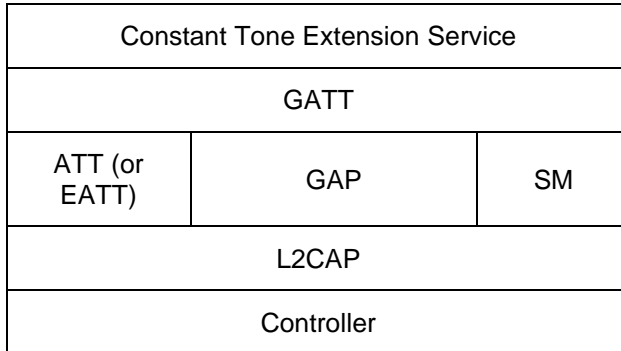 Constant Tone Extension Service
GATT
ATT (or
EATT)
GAP
SM
L2CAP
Controller